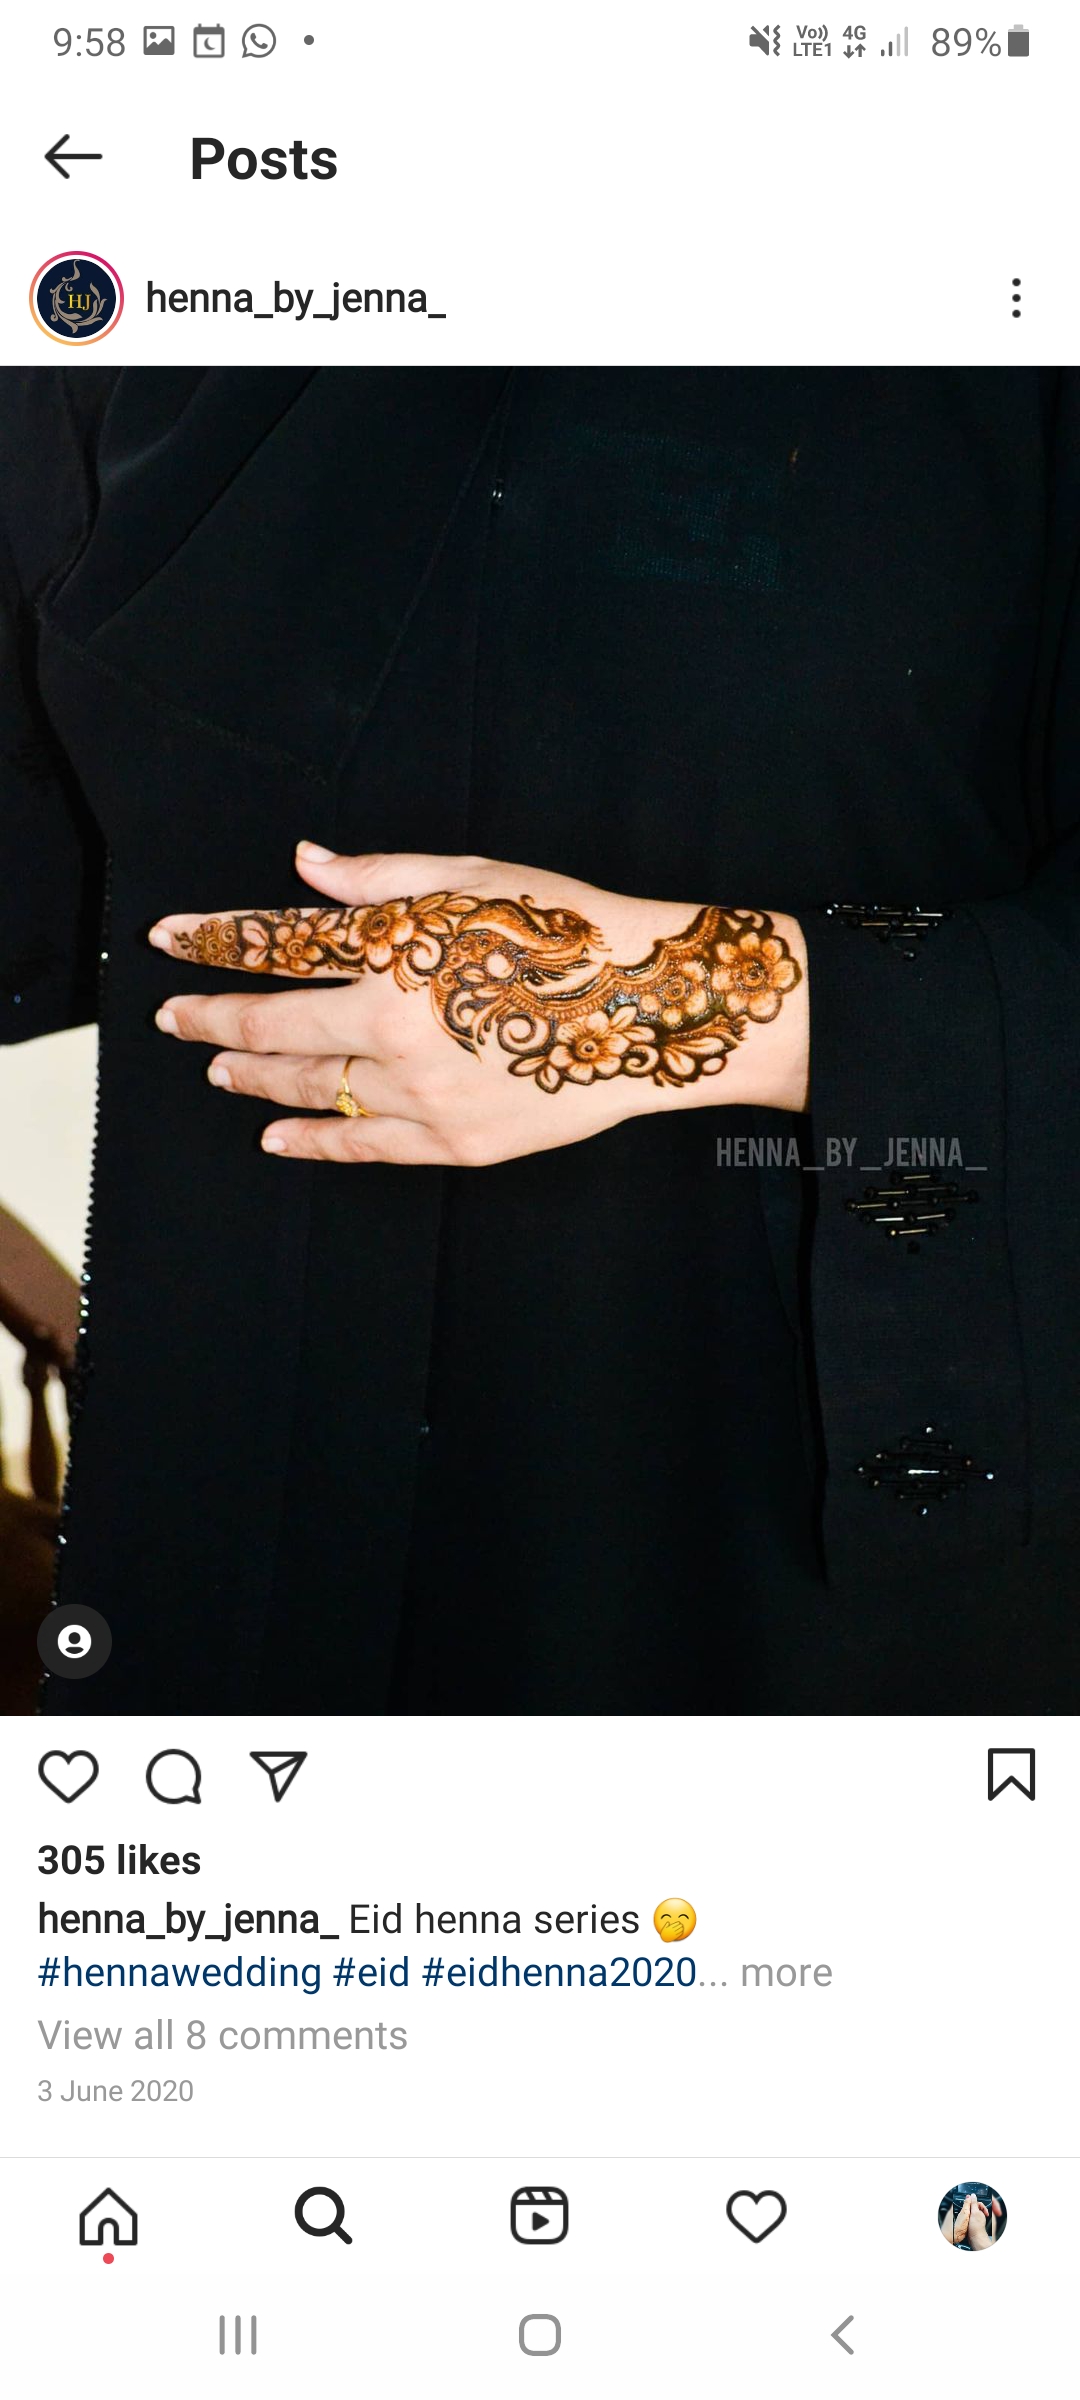 9:58
Vo)) 4G
LTE1
89%
Posts
HJ
henna_by_jenna_
HENNA_BY_JENNA_
305 likes
henna_by_jenna_ Eid henna series 🤭
#hennawedding #eid #eidhenna2020... more
View all 8 comments
3 June 2020